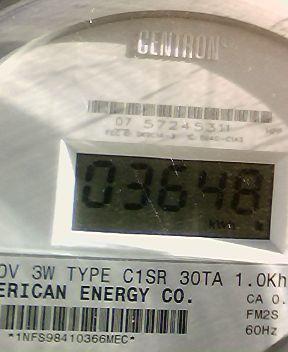 CENTRON
07 57245311
03648
kWh
0V 3W TYPE C1SR 30TA 1.0Kh
ERICAN ENERGY CO.
CA 0.
FM2S
60Hz
*1NFS98410366MEC*